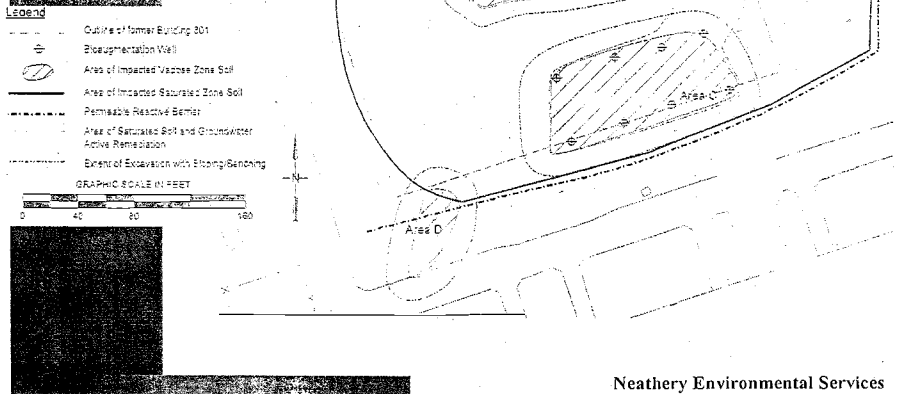 Legend
Outline of former Building 301
Bioaugmentation Well
Area of Impacted Vadose Zone Soil
Area of Impacted Saturated Zone Soil
Permeable Reactive Barrier
Area of Saturated Soil and Groundwater
Active Remediation
Extent of Excavation with Sloping/Benching
GRAPHIC SCALE IN FEET
0 40 80 160
N
Area C
Area D
Neathery Environmental Services